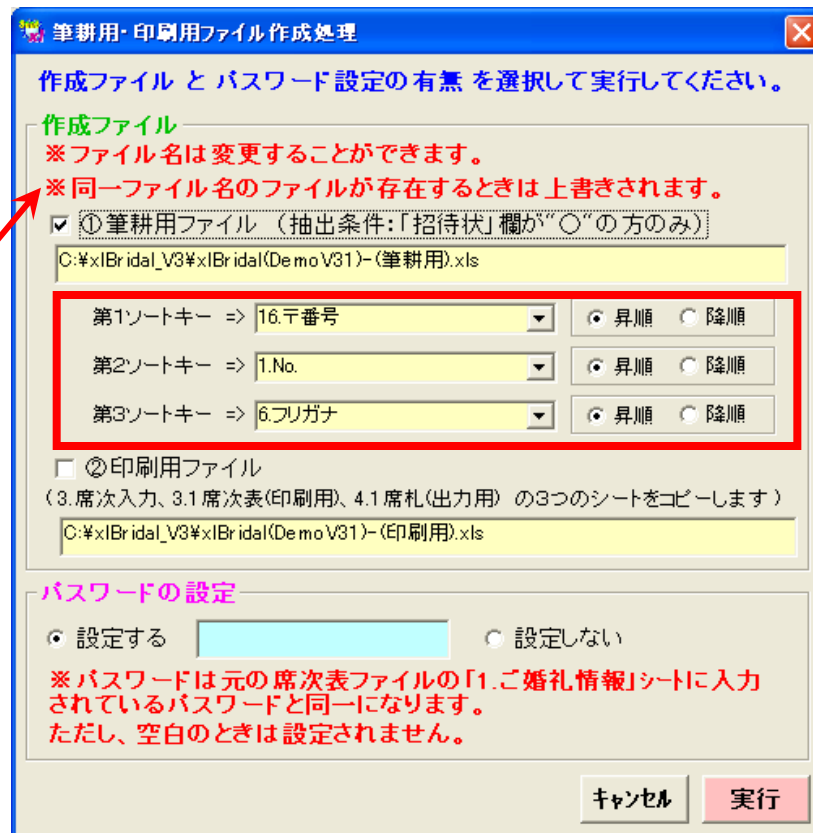 筆耕用・印刷用ファイル作成処理
作成ファイル と パスワード設定の有無 を選択して実行してください。
作成ファイル
※ファイル名は変更することができます。
※同一ファイル名のファイルが存在するときは上書きされます。
①筆耕用ファイル （抽出条件:「招待状」欄が"○"の方のみ）
C:¥xlBridal_V3¥xlBridal(DemoV31)-(筆耕用).xls
第1ソートキー => 16.〒番号 昇順 降順
第2ソートキー => 1.No. 昇順 降順
第3ソートキー => 6.フリガナ 昇順 降順
②印刷用ファイル
（3.席次入力、3.1席次表(印刷用)、4.1席札(出力用) の3つのシートをコピーします）
C:¥xlBridal_V3¥xlBridal(DemoV31)-(印刷用).xls
パスワードの設定
設定する 設定しない
※パスワードは元の席次表ファイルの「1.ご婚礼情報」シートに入力
されているパスワードと同一になります。
ただし、空白のときは設定されません。
キャンセル 実行